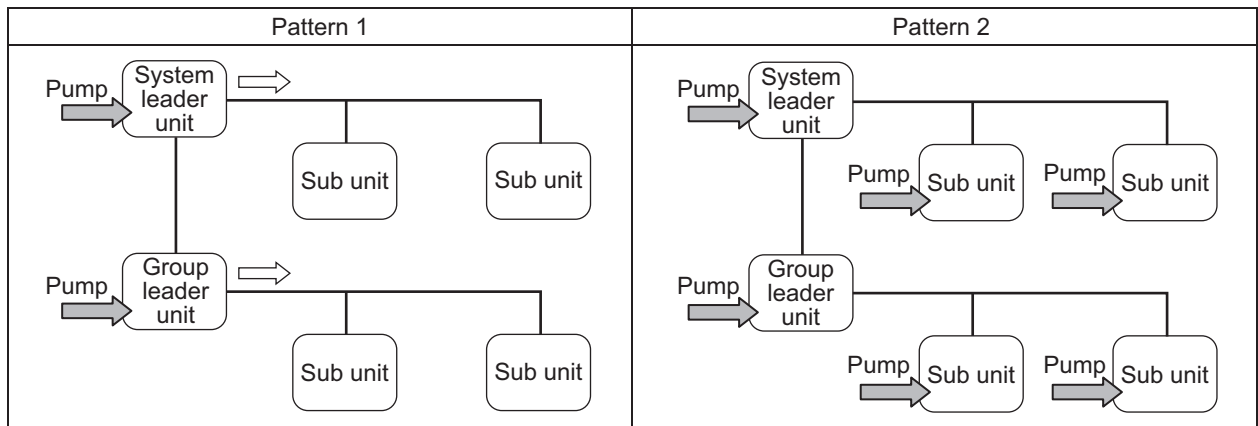 Pattern 1
Pump
System
leader
unit
Sub unit
Sub unit
Pump
Group
leader
unit
Sub unit
Sub unit
Pattern 2
Pump
System
leader
unit
Pump
Sub unit
Pump
Sub unit
Pump
Group
leader
unit
Pump
Sub unit
Pump
Sub unit